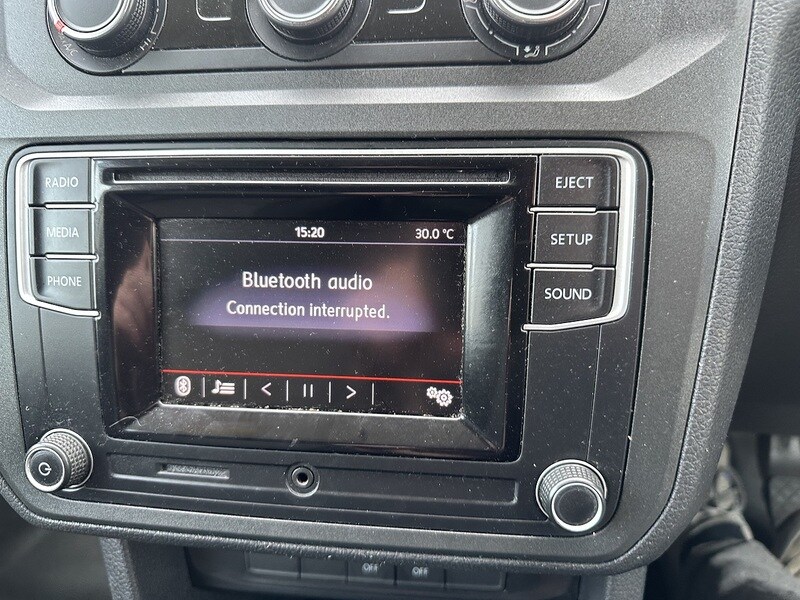 A/C
RADIO
MEDIA
PHONE
EJECT
SETUP
SOUND
15:20
30.0 °C
Bluetooth audio
Connection interrupted.
OFF
OFF